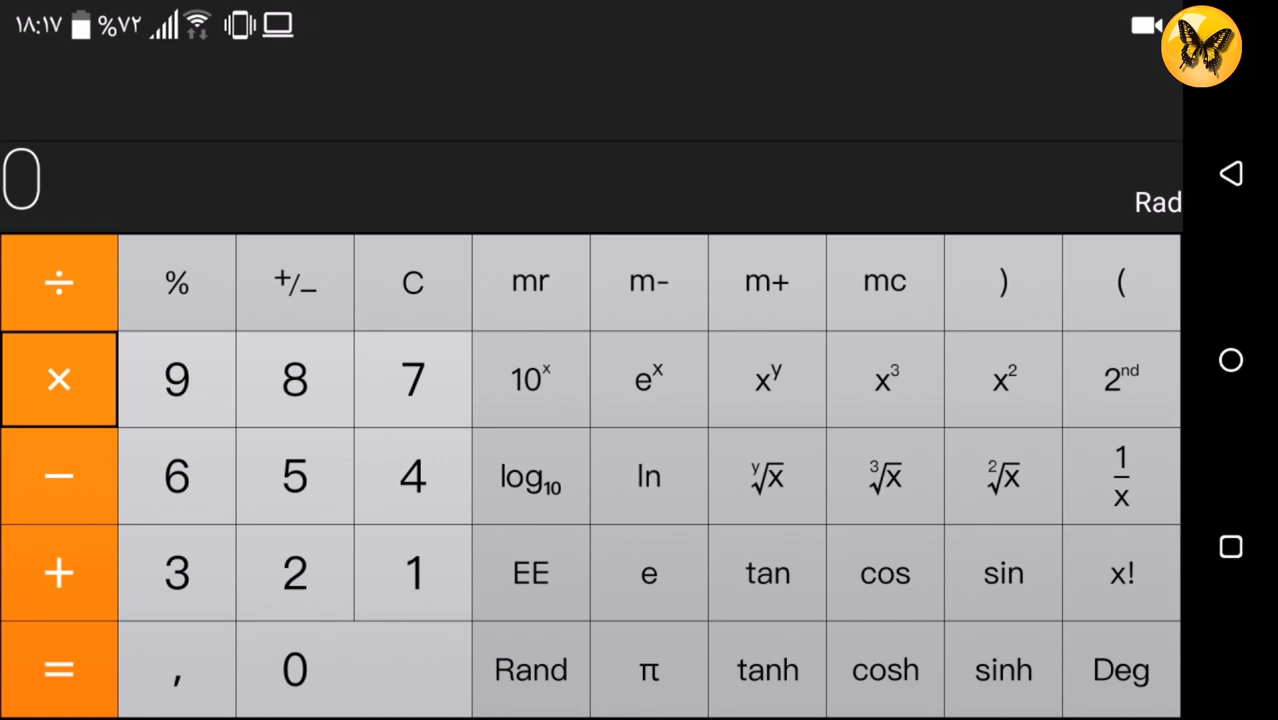 ۱۸:۱۷ %۷۲
0
Rad
÷ % +/− C mr m- m+ mc ) (
× 9 8 7 10ˣ eˣ xʸ x³ x² 2ⁿᵈ
− 6 5 4 log₁₀ ln ʸ√x ³√x ²√x 1/x
+ 3 2 1 EE e tan cos sin x!
= , 0 Rand π tanh cosh sinh Deg